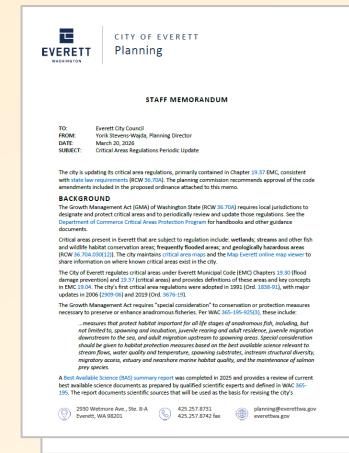 EVERETT
WASHINGTON
CITY OF EVERETT
Planning
STAFF MEMORANDUM
TO: Everett City Council
FROM: Yorik Stevens-Wajda, Planning Director
DATE: March 20, 2026
SUBJECT: Critical Areas Regulations Periodic Update
The city is updating its critical area regulations, primarily contained in Chapter 19.37 EMC, consistent
with state law requirements (RCW 36.70A). The planning commission recommends approval of the code
amendments included in the proposed ordinance attached to this memo.
BACKGROUND
The Growth Management Act (GMA) of Washington State (RCW 36.70A) requires local jurisdictions to
designate and protect critical areas and to periodically review and update those regulations. See the
Department of Commerce Critical Areas Protection Program for handbooks and other guidance
documents.
Critical areas present in Everett that are subject to regulation include: wetlands; streams and other fish
and wildlife habitat conservation areas; frequently flooded areas; and geologically hazardous areas
(RCW 36.70A.030(12)). The city maintains critical area maps and the Map Everett online map viewer to
share information on where known critical areas exist in the city.
The City of Everett regulates critical areas under Everett Municipal Code (EMC) Chapters 19.30 (flood
damage prevention) and 19.37 (critical areas) and provides definitions of these areas and key concepts
in EMC 19.04. The city's first critical area regulations were adopted in 1991 (Ord. 1838-91), with major
updates in 2006 (2909-06) and 2019 (Ord. 3676-19).
The Growth Management Act requires "special consideration" to conservation or protection measures
necessary to preserve or enhance anadromous fisheries. Per WAC 365-195-925(3), these include:
...measures that protect habitat important for all life stages of anadromous fish, including, but
not limited to, spawning and incubation, juvenile rearing and adult residence, juvenile migration
downstream to the sea, and adult migration upstream to spawning areas. Special consideration
should be given to habitat protection measures based on the best available science relevant to
stream flows, water quality and temperature, spawning substrates, instream structural diversity,
migratory access, estuary and nearshore marine habitat quality, and the maintenance of salmon
prey species.
A Best Available Science (BAS) summary report was completed in 2025 and provides a review of current
best available science documents as prepared by qualified scientific experts and defined in WAC 365-
195. The report documents scientific sources that will be used as the basis for revising the city's
2930 Wetmore Ave., Ste. 8-A
Everett, WA 98201
425.257.8731
425.257.8742 fax
planning@everettwa.gov
everettwa.gov